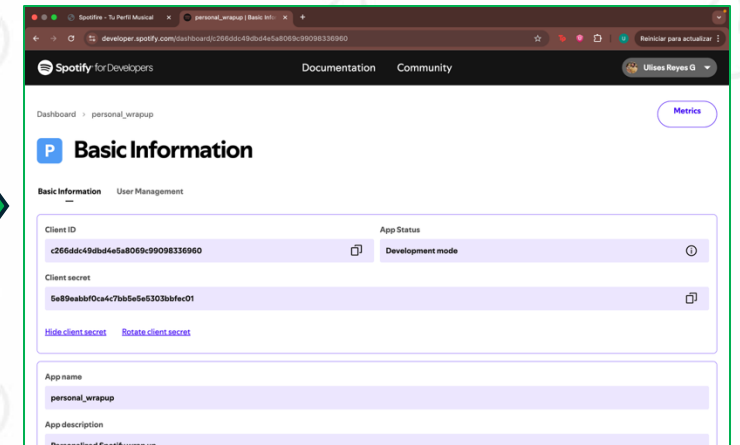 Spotifire - Tu Perfil Musical
personal_wrapup | Basic Info
developer.spotify.com/dashboard/c266ddc49dbd4e5a8069c99098336960
Reiniciar para actualizar
Spotify for Developers
Documentation
Community
Ulises Reyes G
Dashboard > personal_wrapup
Metrics
P
Basic Information
Basic Information
User Management
Client ID
App Status
c266ddc49dbd4e5a8069c99098336960
Development mode
Client secret
5e89eabbf0ca4c7bb5e5e5303bbfec01
Hide client secret
Rotate client secret
App name
personal_wrapup
App description